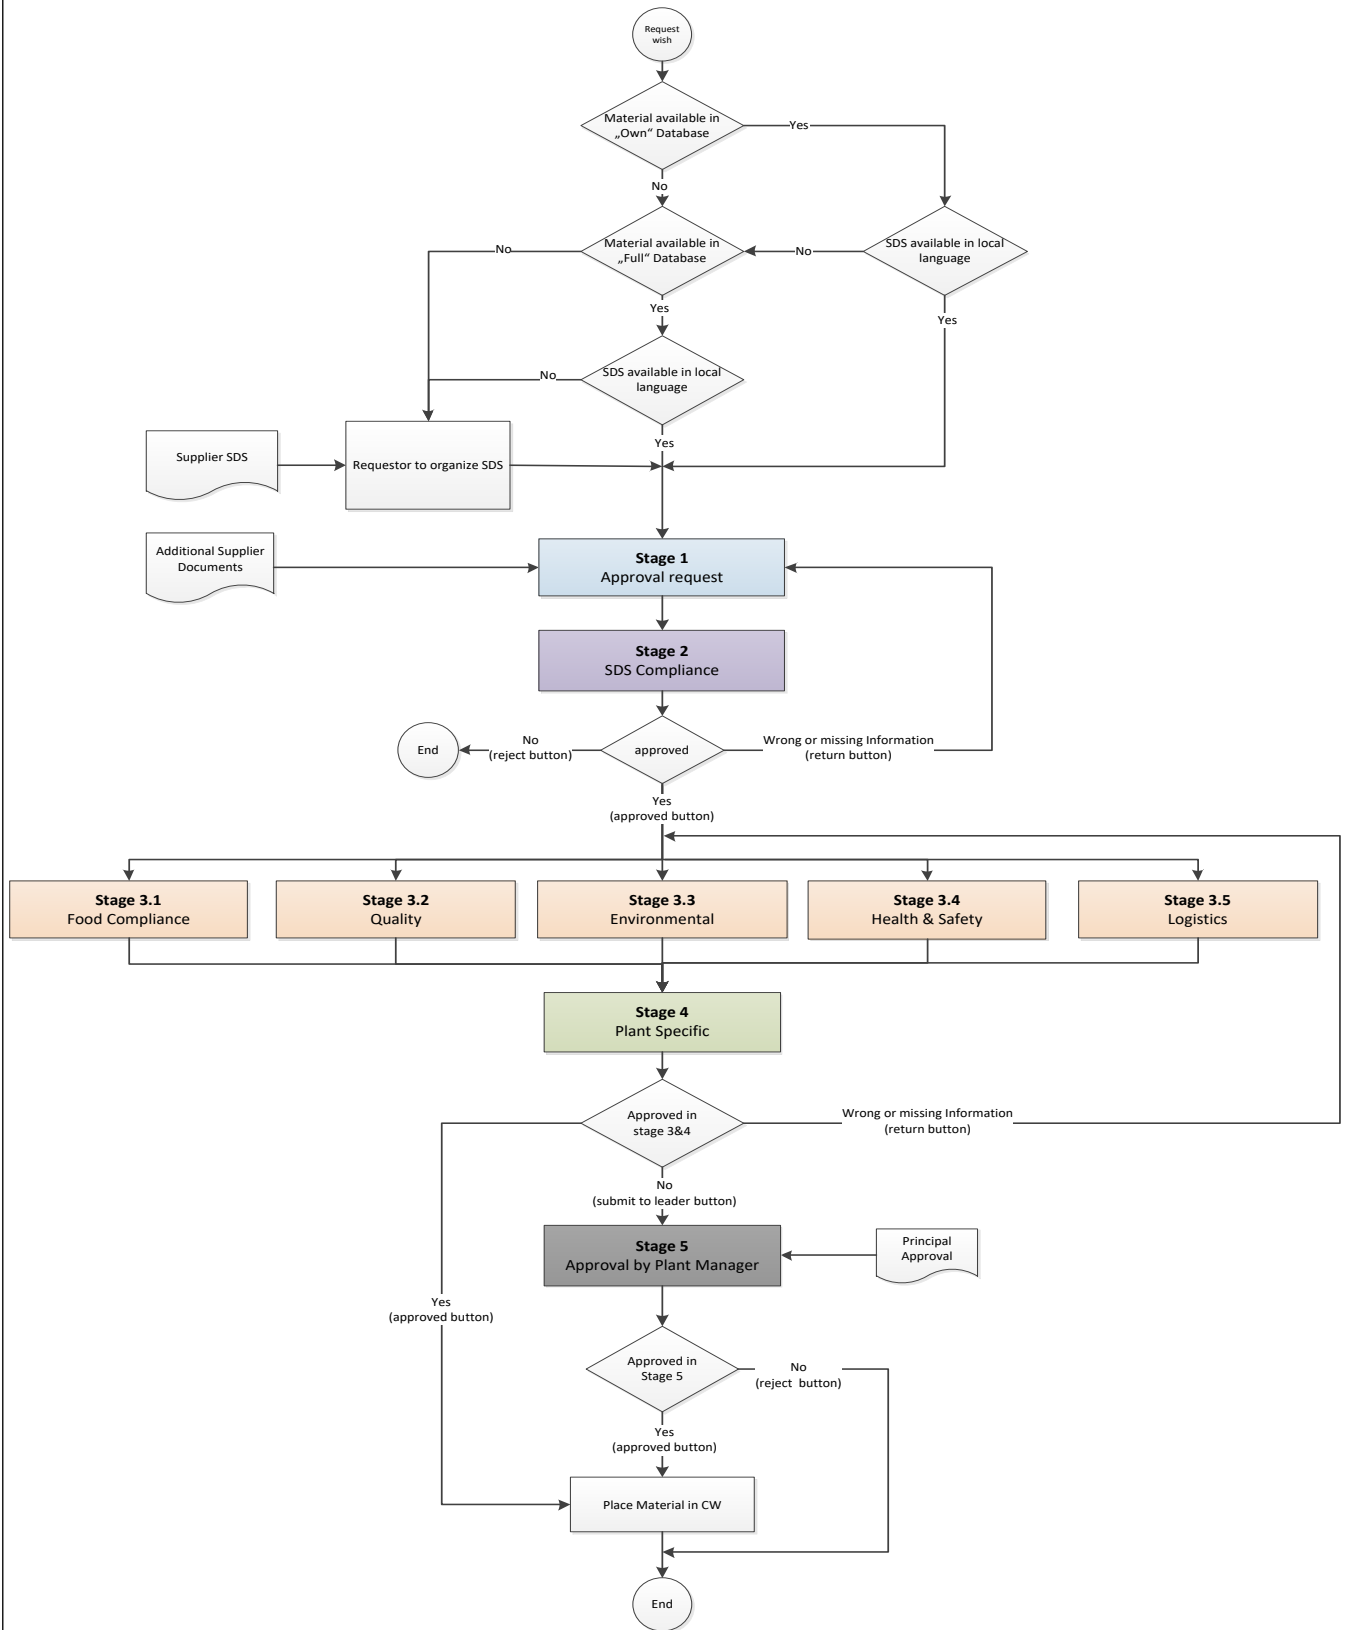 Request
wish
Material available in
„Own“ Database
Yes
No
Material available in
„Full“ Database
No
No
SDS available in local
language
Yes
Yes
SDS available in local
language
No
Yes
Supplier SDS
Requestor to organize SDS
Additional Supplier
Documents
Stage 1
Approval request
Stage 2
SDS Compliance
End
No
(reject button)
approved
Wrong or missing Information
(return button)
Yes
(approved button)
Stage 3.1
Food Compliance
Stage 3.2
Quality
Stage 3.3
Environmental
Stage 3.4
Health & Safety
Stage 3.5
Logistics
Stage 4
Plant Specific
Approved in
stage 3&4
Wrong or missing Information
(return button)
No
(submit to leader button)
Stage 5
Approval by Plant Manager
Principal
Approval
Yes
(approved button)
Approved in
Stage 5
No
(reject  button)
Yes
(approved button)
Place Material in CW
End